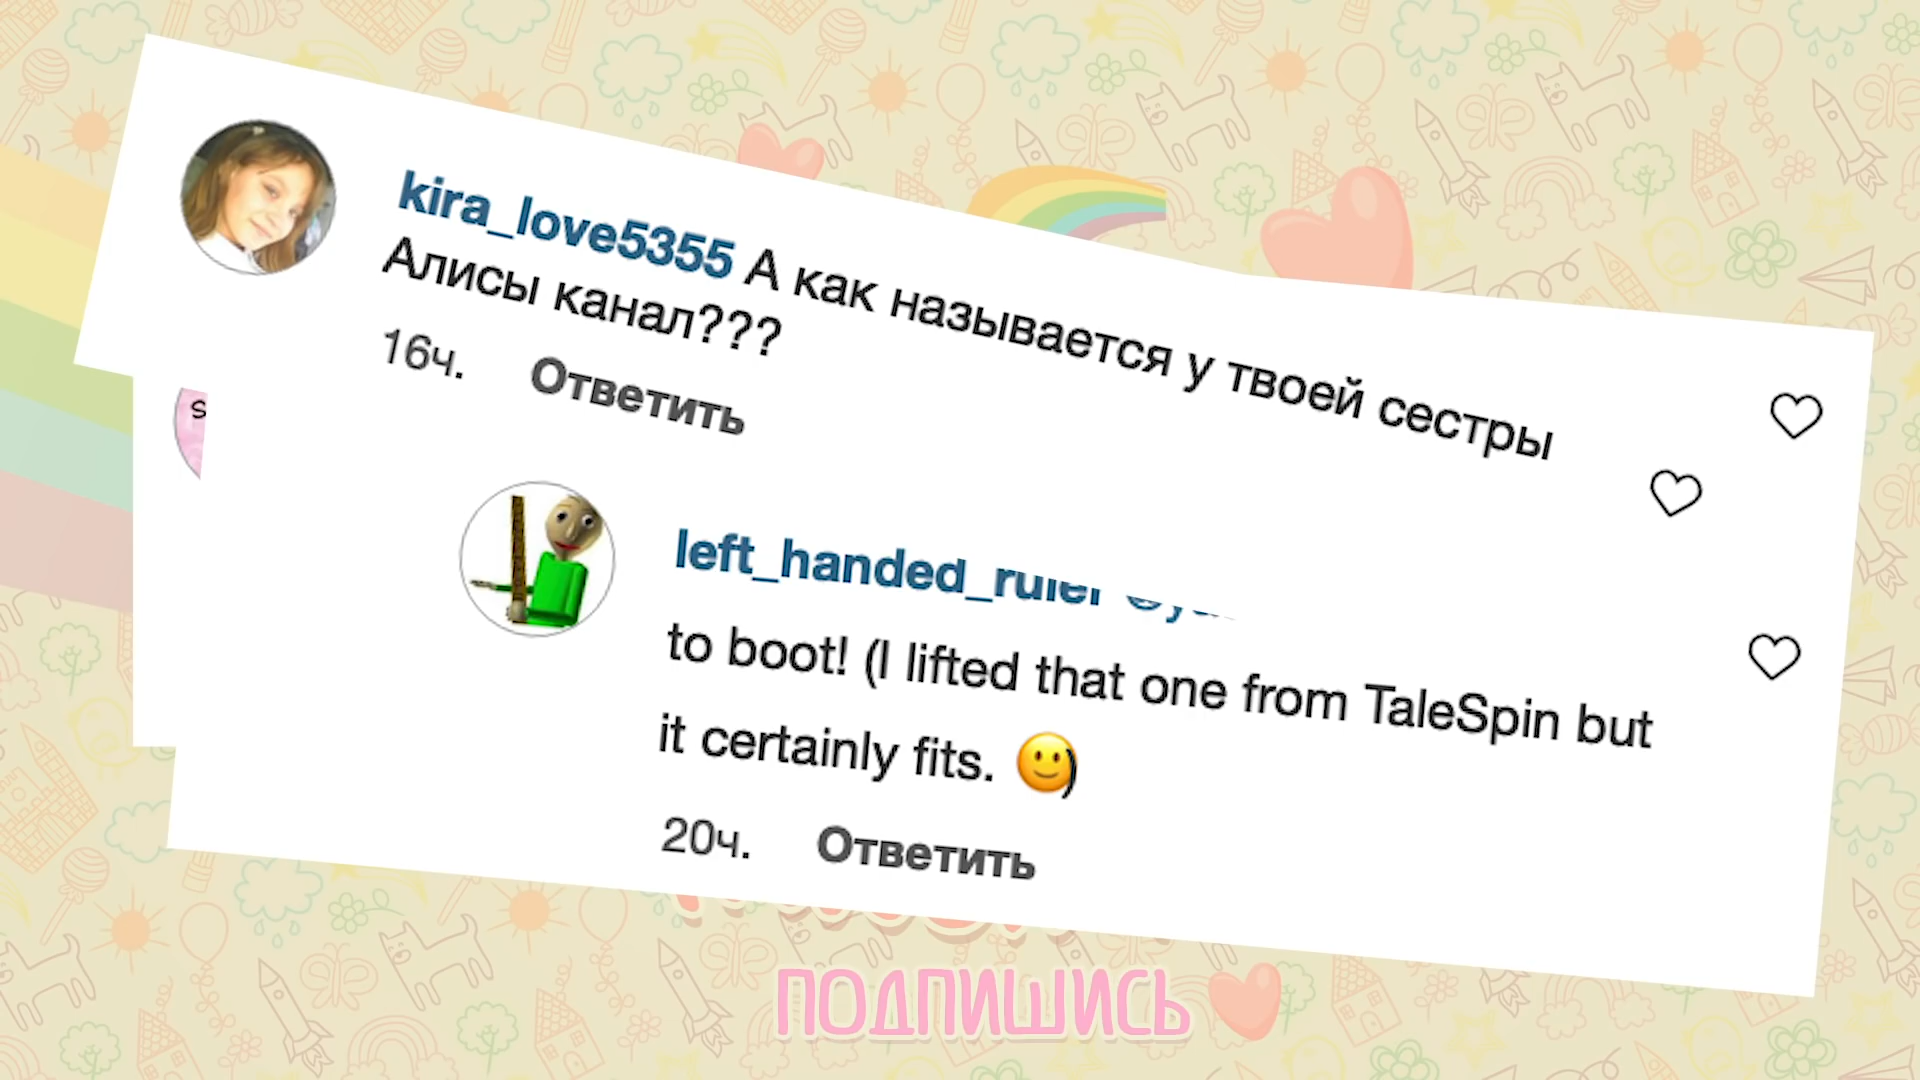 kira_love5355 А как называется у твоей сестры
Алисы канал???
16ч. Ответить
left_handed_ruler
to boot! (I lifted that one from TaleSpin but
it certainly fits. 🙂)
20ч. Ответить
ПОДПИШИСЬ